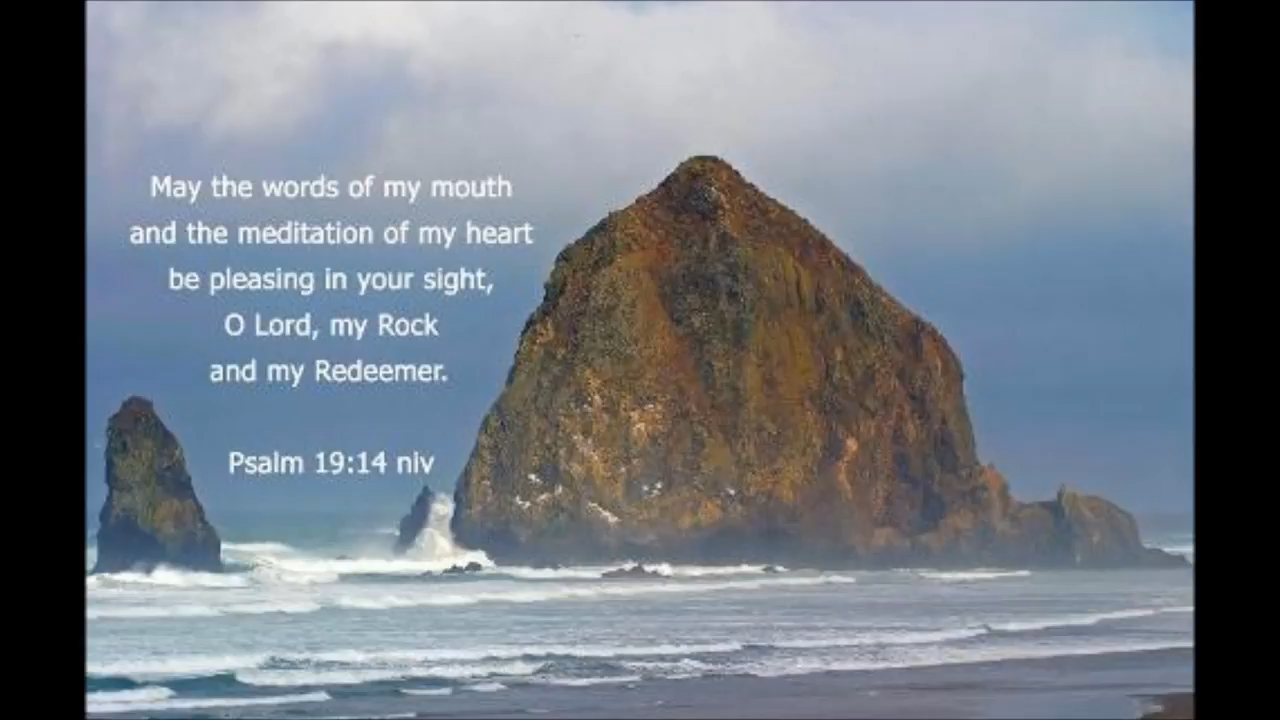 May the words of my mouth
and the meditation of my heart
be pleasing in your sight,
O Lord, my Rock
and my Redeemer.
Psalm 19:14 niv